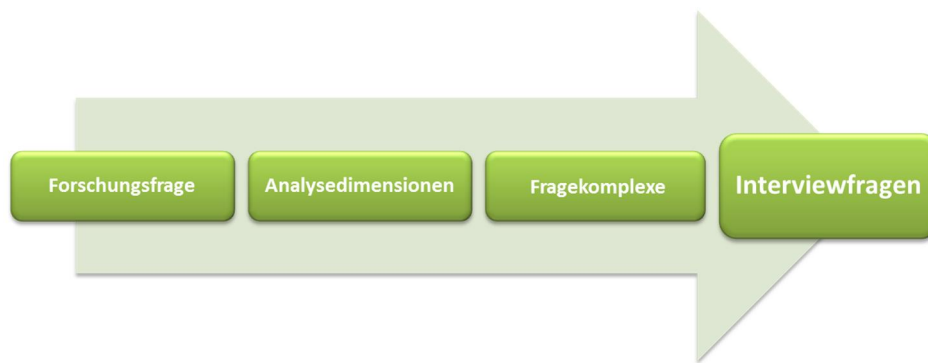 Forschungsfrage
Analysedimensionen
Fragekomplexe
Interviewfragen